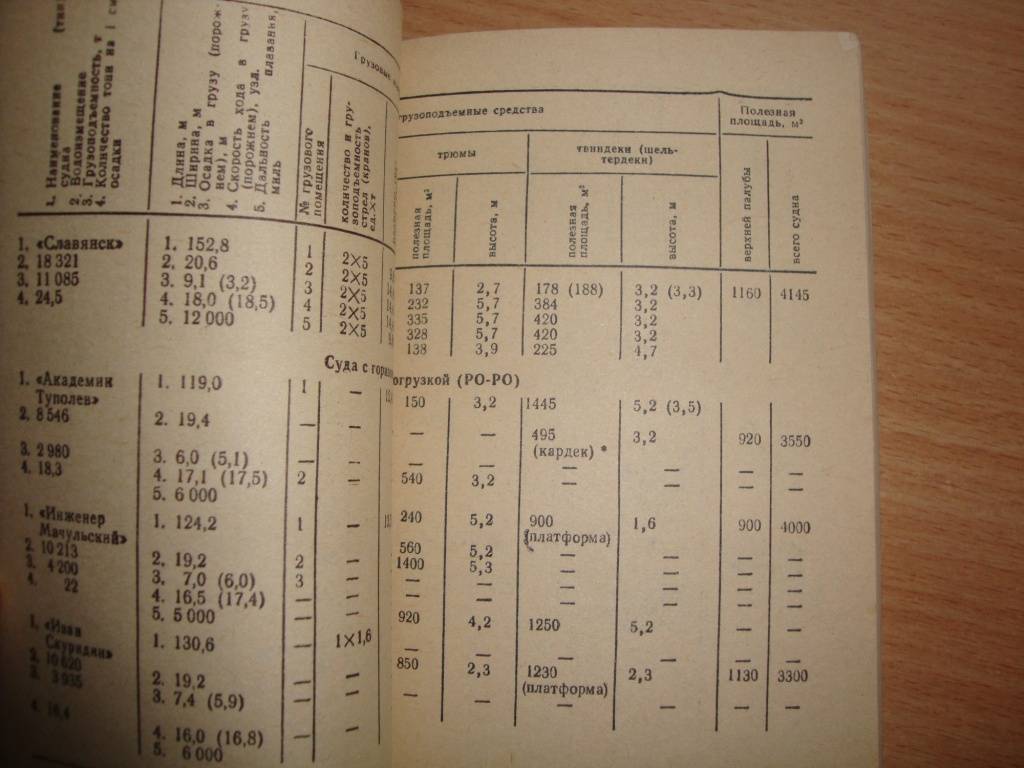 1. Наименование судна
2. Водоизмещение
3. Грузоподъемность, т
4. Количество тонн на 1 см осадки
1. Длина, м
2. Ширина, м
3. Осадка в грузу (порожнем), м
4. Скорость хода в грузу (порожнем), узл.
5. Дальность плавания, миль
Грузовые
№ грузового помещения
количество и грузоподъемность стрел (кранов), ед.×т
грузоподъемные средства
трюмы
полезная площадь, м²
высота, м
твиндеки (шельтердеки)
полезная площадь, м²
высота, м
Полезная площадь, м²
верхней палубы
всего судна
1. «Славянск» 1. 152,8 1 2×5 137 2,7 178 (188) 3,2 (3,3) 1160 4145
2. 18 321 2. 20,6 2 2×5 232 5,7 384 3,2
3. 11 085 3. 9,1 (3,2) 3 2×5 335 5,7 420 3,2
4. 24,5 4. 18,0 (18,5) 4 2×5 328 5,7 420 3,2
5. 12 000 5 2×5 138 3,9 225 4,7
Суда с огрузкой (РО-РО)
1. «Академик 1. 119,0 1 — 150 3,2 1445 5,2 (3,5)
Туполев»
2. 8 546 2. 19,4 — — — — 495 3,2 920 3550
(кардек) *
3. 2 980 3. 6,0 (5,1) — — — — — — — —
4. 18,3 4. 17,1 (17,5) 2 — 540 3,2 — — — —
5. 6 000
1. «Инженер 1. 124,2 1 — 240 5,2 900 1,6 900 4000
Мачульский» (платформа)
2. 10 213 2. 19,2 2 — 560 5,2 — — — —
3. 4 200 3. 7,0 (6,0) 3 — 1400 5,3 — — — —
4. 22 4. 16,5 (17,4) — — — — — — —
5. 5 000 — — — — — — —
1. «Иван 1. 130,6 — 1×1,6 920 4,2 1250 5,2 — —
Скуридин»
2. 10 620 2. 19,2 — — — — — — — —
3. 3 935 3. 7,4 (5,9) — — 850 2,3 1230 2,3 1130 3300
(платформа)
4. 4. 16,0 (16,8) — — — — — — — —
5. 6 000